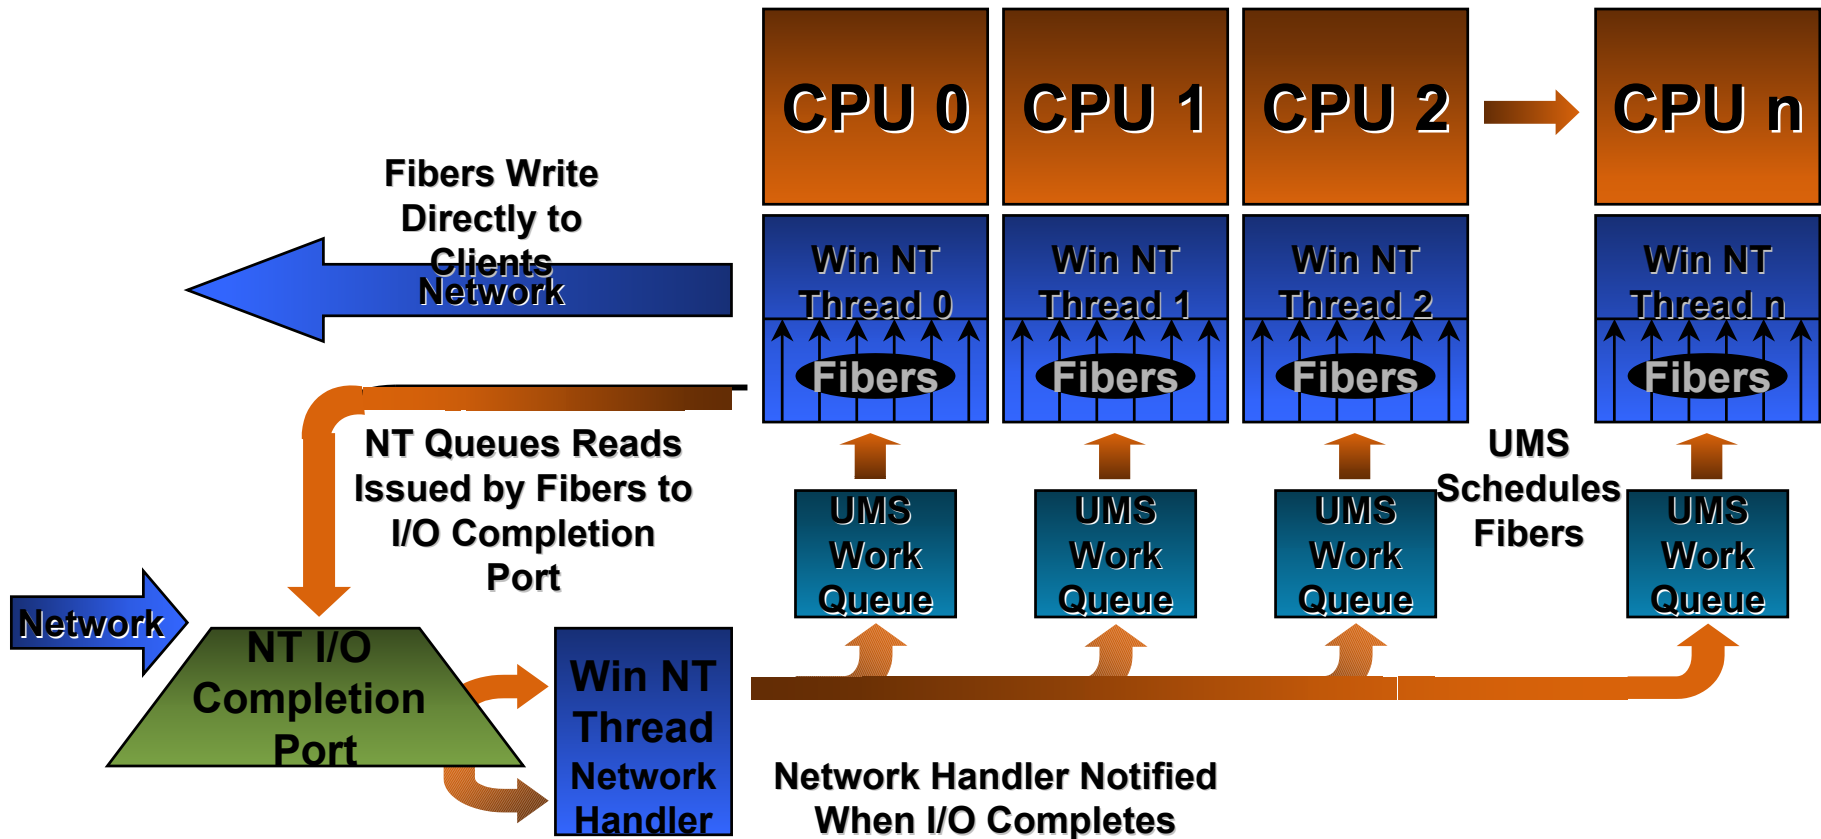 CPU 0
CPU 1
CPU 2
CPU n
Fibers Write
Directly to
Clients
Network
Win NT
Thread 0
Fibers
Win NT
Thread 1
Fibers
Win NT
Thread 2
Fibers
Win NT
Thread n
Fibers
NT Queues Reads
Issued by Fibers to
I/O Completion
Port
UMS
Schedules
Fibers
UMS
Work
Queue
UMS
Work
Queue
UMS
Work
Queue
UMS
Work
Queue
Network
NT I/O
Completion
Port
Win NT
Thread
Network
Handler
Network Handler Notified
When I/O Completes